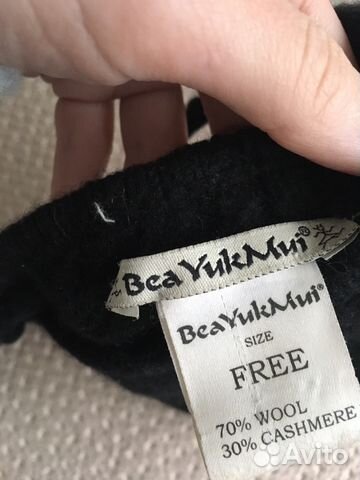 BeaYukMui®
BeaYukMui®
SIZE
FREE
70% WOOL
30% CASHMERE
Avito